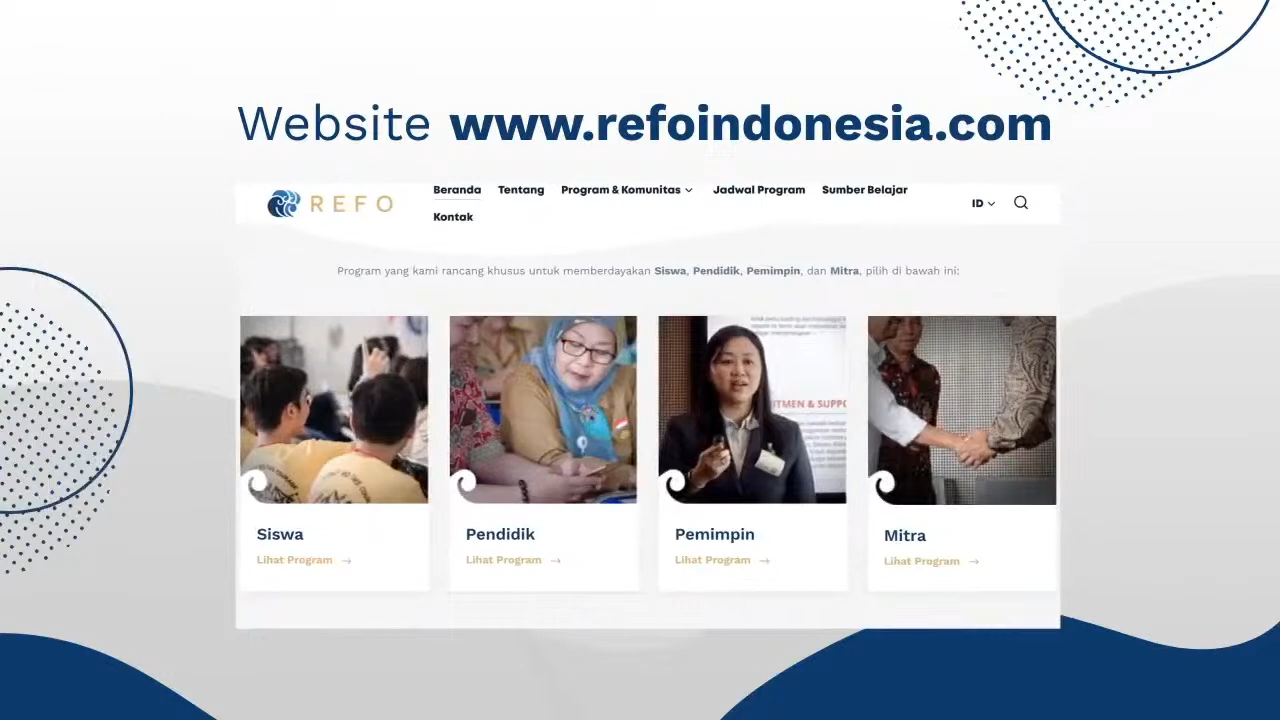 Website www.refoindonesia.com
REFO
Beranda Tentang Program & Komunitas Jadwal Program Sumber Belajar
Kontak
ID
Program yang kami rancang khusus untuk memberdayakan Siswa, Pendidik, Pemimpin, dan Mitra, pilih di bawah ini:
ITMEN & SUPPO
Siswa
Lihat Program →
Pendidik
Lihat Program →
Pemimpin
Lihat Program →
Mitra
Lihat Program →